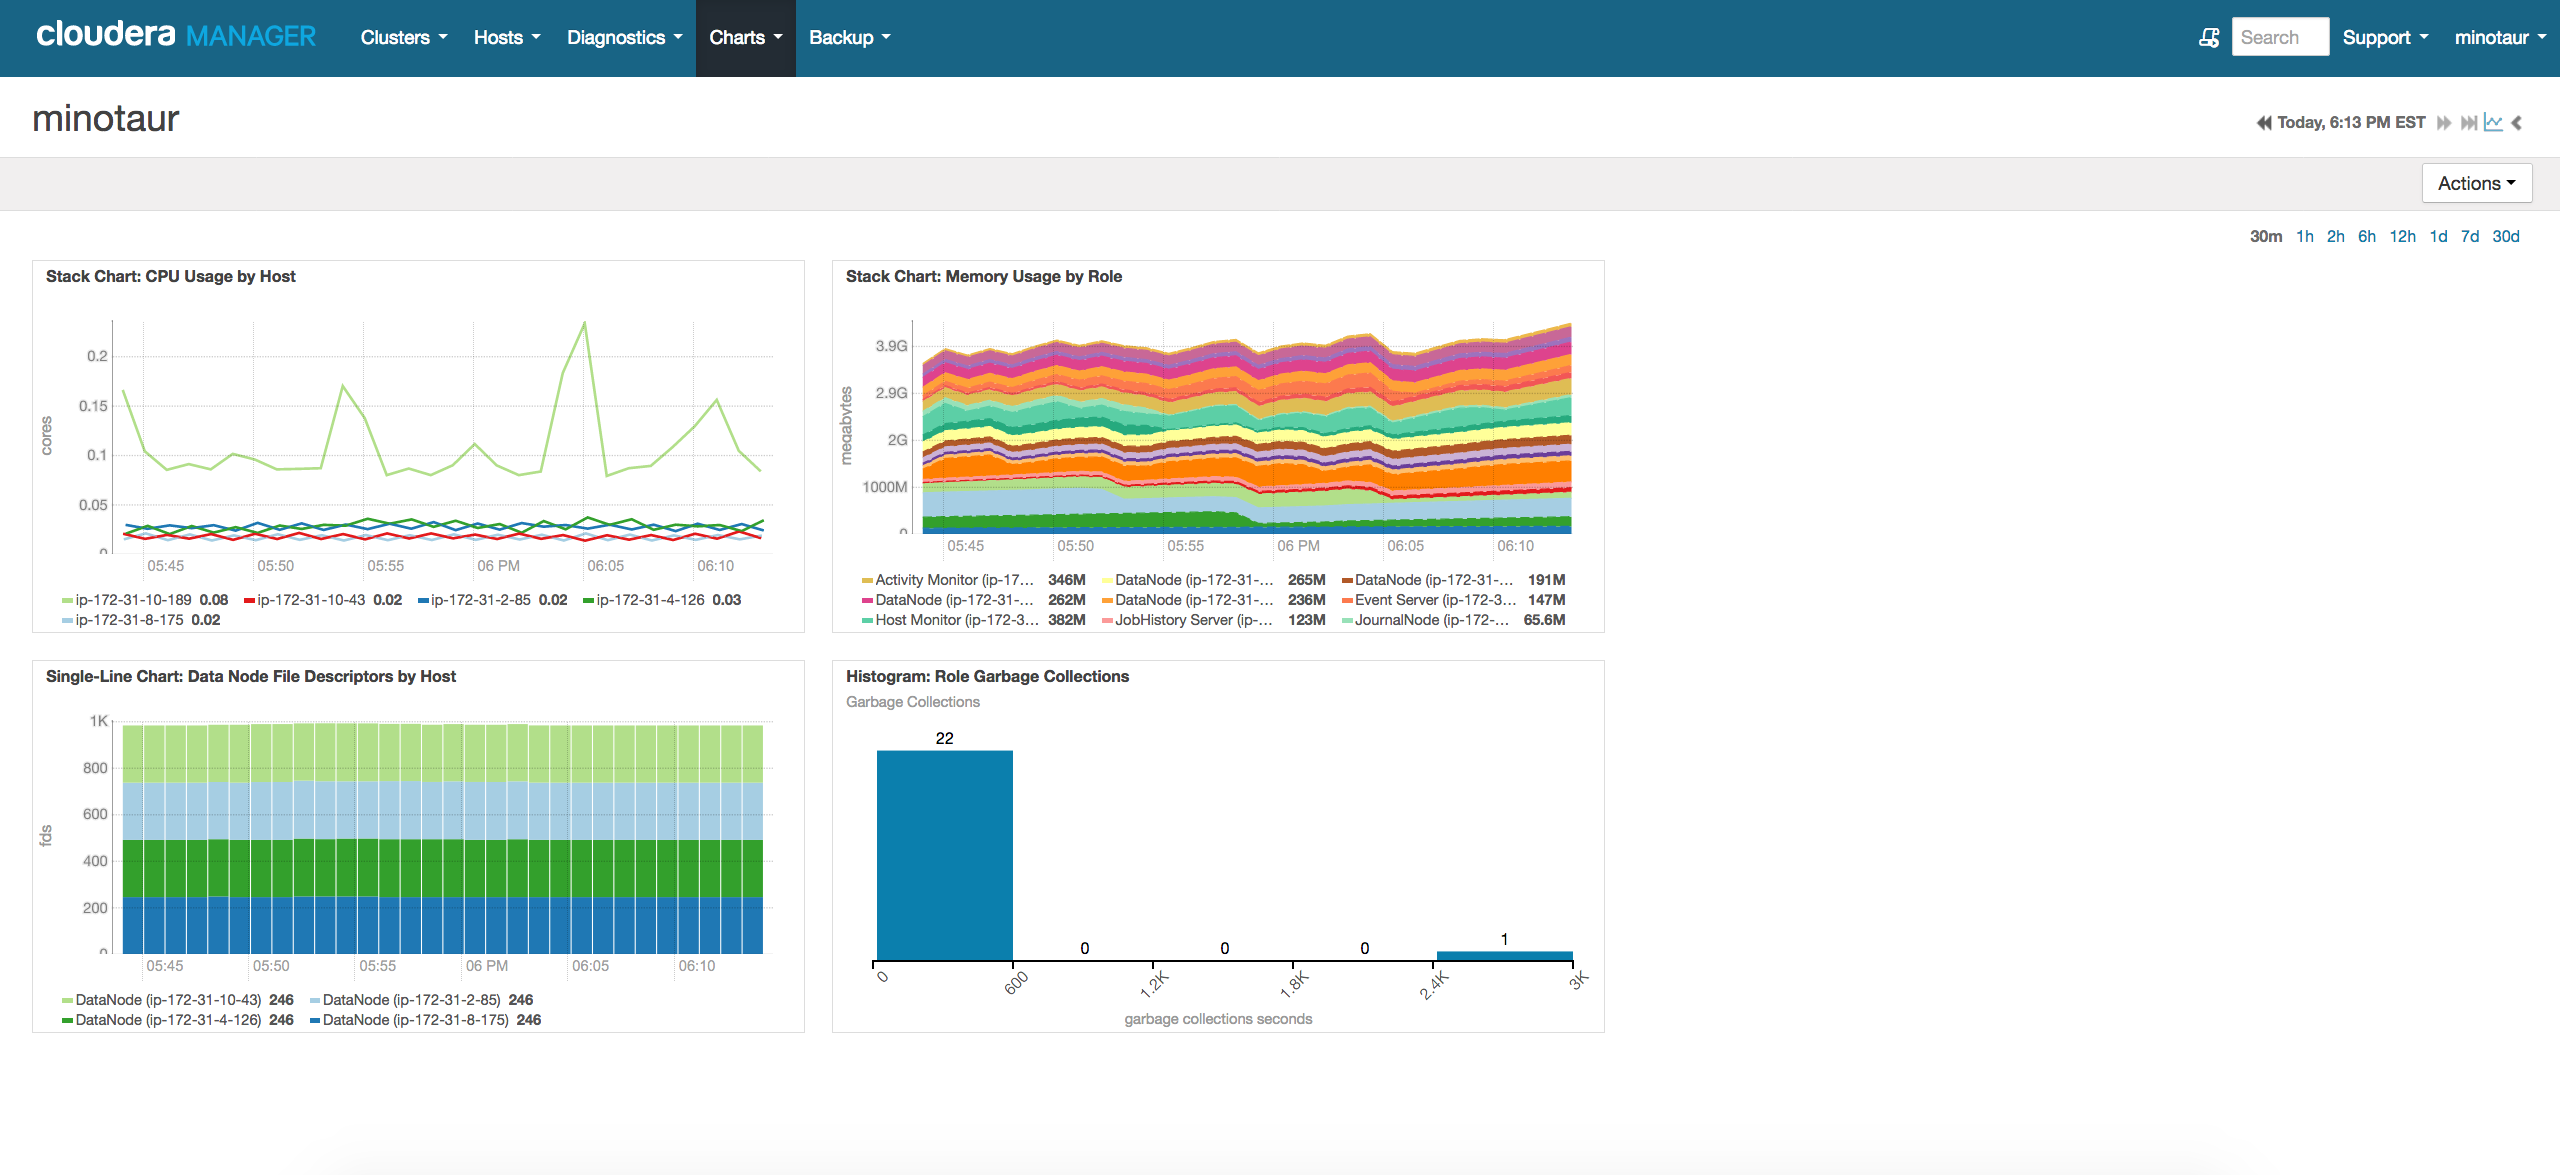 cloudera MANAGER Clusters Hosts Diagnostics Charts Backup Search Support minotaur
minotaur
Today, 6:13 PM EST
Actions
30m 1h 2h 6h 12h 1d 7d 30d
Stack Chart: CPU Usage by Host
cores
0.2
0.15
0.1
0.05
0
05:45 05:50 05:55 06 PM 06:05 06:10
ip-172-31-10-189 0.08 ip-172-31-10-43 0.02 ip-172-31-2-85 0.02 ip-172-31-4-126 0.03
ip-172-31-8-175 0.02
Stack Chart: Memory Usage by Role
megabytes
3.9G
2.9G
2G
1000M
0
05:45 05:50 05:55 06 PM 06:05 06:10
Activity Monitor (ip-17... 346M DataNode (ip-172-31-... 265M DataNode (ip-172-31-... 191M
DataNode (ip-172-31-... 262M DataNode (ip-172-31-... 236M Event Server (ip-172-3... 147M
Host Monitor (ip-172-3... 382M JobHistory Server (ip-... 123M JournalNode (ip-172-... 65.6M
Single-Line Chart: Data Node File Descriptors by Host
fds
1K
800
600
400
200
0
05:45 05:50 05:55 06 PM 06:05 06:10
DataNode (ip-172-31-10-43) 246 DataNode (ip-172-31-2-85) 246
DataNode (ip-172-31-4-126) 246 DataNode (ip-172-31-8-175) 246
Histogram: Role Garbage Collections
Garbage Collections
22
0 0 0 1
0 600 1.2K 1.8K 2.4K 3K
garbage collections seconds